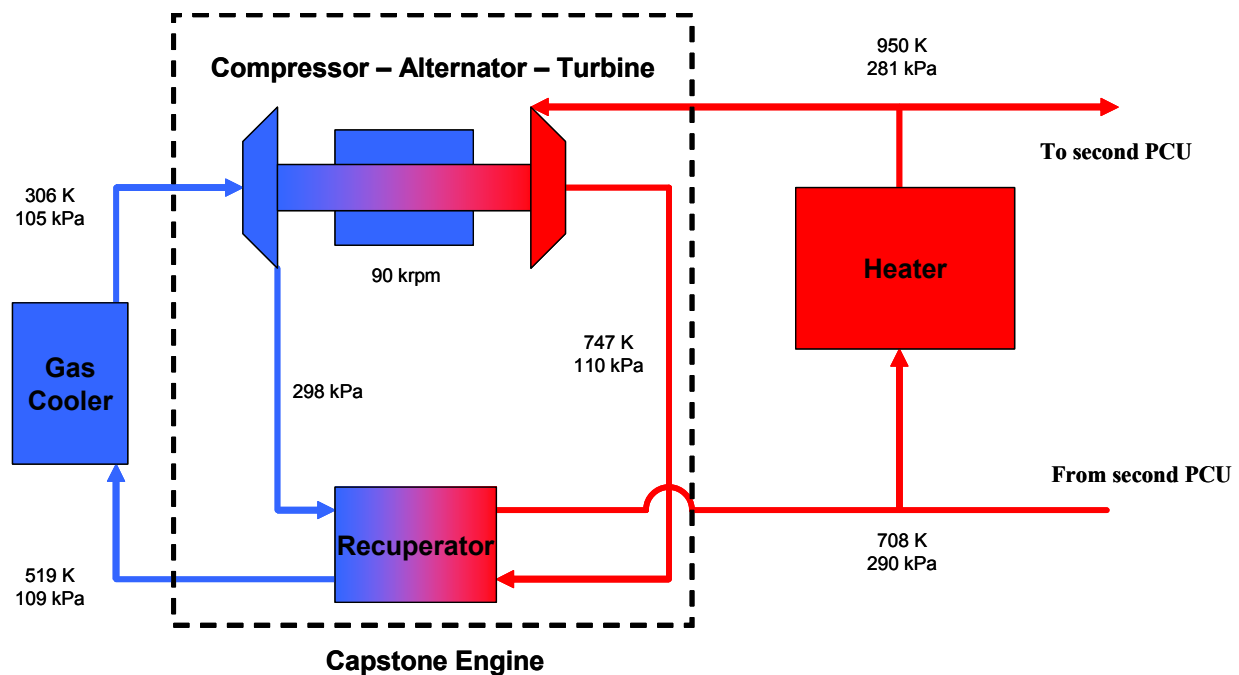 Compressor – Alternator – Turbine
950 K
281 kPa
To second PCU
306 K
105 kPa
Heater
90 krpm
Gas
Cooler
747 K
110 kPa
298 kPa
From second PCU
Recuperator
708 K
290 kPa
519 K
109 kPa
Capstone Engine